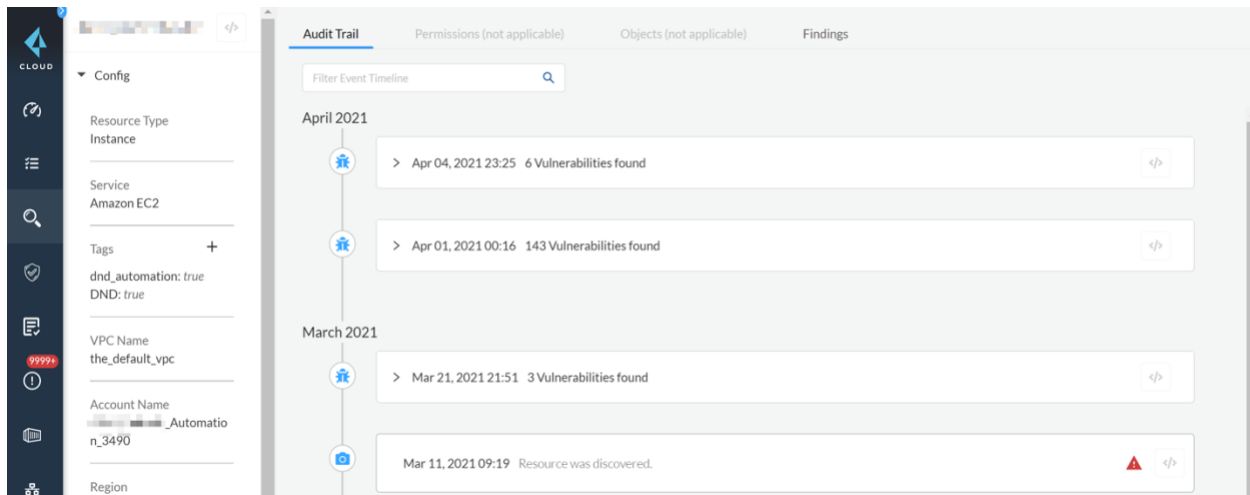 CLOUD
9999+
</>
Config
Resource Type
Instance
Service
Amazon EC2
Tags +
dnd_automation: true
DND: true
VPC Name
the_default_vpc
Account Name
_Automatio
n_3490
Region
Audit Trail Permissions (not applicable) Objects (not applicable) Findings
Filter Event Timeline
April 2021
Apr 04, 2021 23:25 6 Vulnerabilities found </>
Apr 01, 2021 00:16 143 Vulnerabilities found </>
March 2021
Mar 21, 2021 21:51 3 Vulnerabilities found </>
Mar 11, 2021 09:19 Resource was discovered. </>